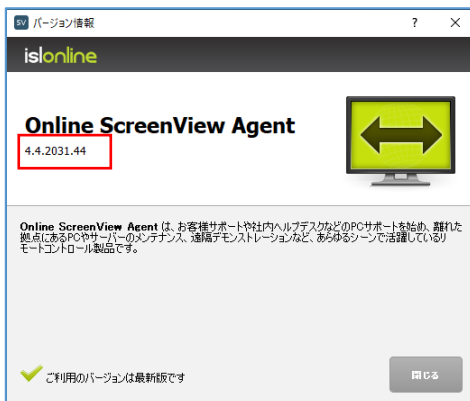 SV バージョン情報
islonline
Online ScreenView Agent
4.4.2031.44
Online ScreenView Agent は、お客様サポートや社内ヘルプデスクなどのPCサポートを始め、離れた
拠点にあるPCやサーバーのメンテナンス、遠隔デモンストレーションなど、あらゆるシーンで活躍しているリ
モートコントロール製品です。
ご利用のバージョンは最新版です
閉じる